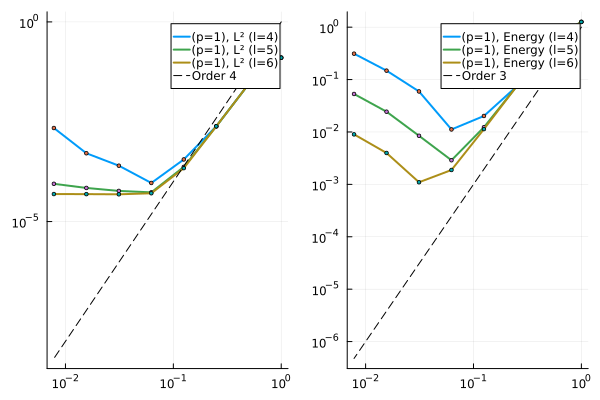 (p=1), L² (l=4)
(p=1), L² (l=5)
(p=1), L² (l=6)
Order 4
10⁰
10⁻⁵
10⁻² 10⁻¹ 10⁰
(p=1), Energy (l=4)
(p=1), Energy (l=5)
(p=1), Energy (l=6)
Order 3
10⁰
10⁻¹
10⁻²
10⁻³
10⁻⁴
10⁻⁵
10⁻⁶
10⁻² 10⁻¹ 10⁰